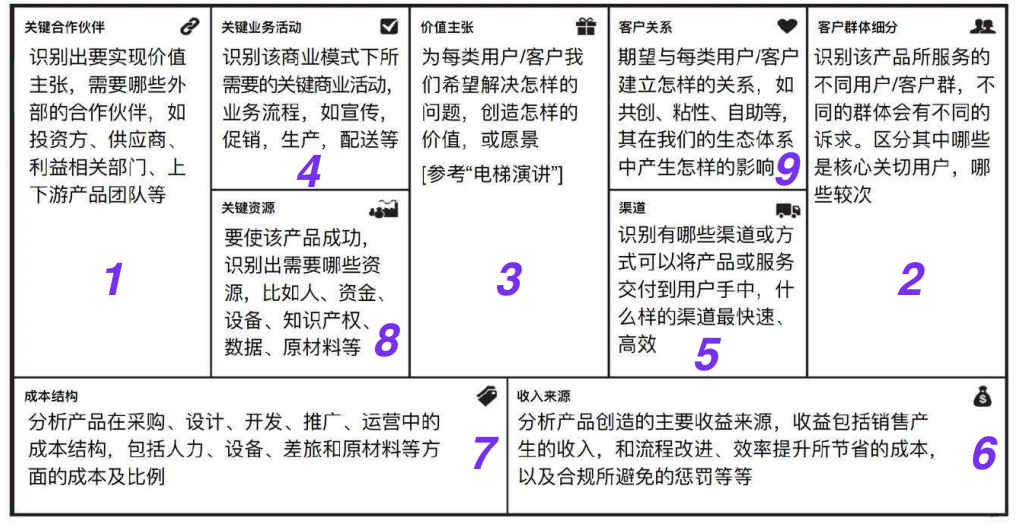 关键合作伙伴
识别出要实现价值
主张，需要哪些外
部的合作伙伴，如
投资方、供应商、
利益相关部门、上
下游产品团队等
1
关键业务活动
识别该商业模式下所
需要的关键商业活动，
业务流程，如宣传，
促销，生产，配送等
4
关键资源
要使该产品成功，
识别出需要哪些资
源，比如人、资金、
设备、知识产权、
数据、原材料等
8
价值主张
为每类用户/客户我
们希望解决怎样的
问题，创造怎样的
价值，或愿景
[参考“电梯演讲”]
3
客户关系
期望与每类用户/客户
建立怎样的关系，如
共创、粘性、自助等，
其在我们的生态体系
中产生怎样的影响
9
渠道
识别有哪些渠道或方
式可以将产品或服务
交付到用户手中，什
么样的渠道最快速、
高效
5
客户群体细分
识别该产品所服务的
不同用户/客户群，不
同的群体会有不同的
诉求。区分其中哪些
是核心关切用户，哪
些较次
2
成本结构
分析产品在采购、设计、开发、推广、运营中的
成本结构，包括人力、设备、差旅和原材料等方
面的成本及比例
7
收入来源
$
分析产品创造的主要收益来源，收益包括销售产
生的收入，和流程改进、效率提升所节省的成本，
以及合规所避免的惩罚等等
6